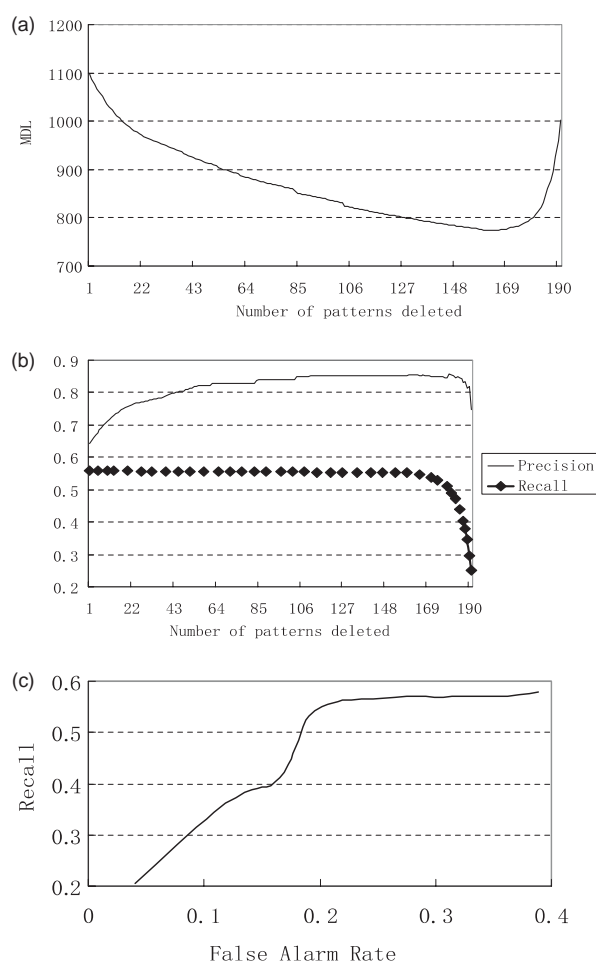 (a)
1200
1100
1000
900
800
700
MDL
1 22 43 64 85 106 127 148 169 190
Number of patterns deleted
(b)
0.9
0.8
0.7
0.6
0.5
0.4
0.3
0.2
Precision
Recall
1 22 43 64 85 106 127 148 169 190
Number of patterns deleted
(c)
0.6
0.5
0.4
0.3
0.2
Recall
0 0.1 0.2 0.3 0.4
False Alarm Rate